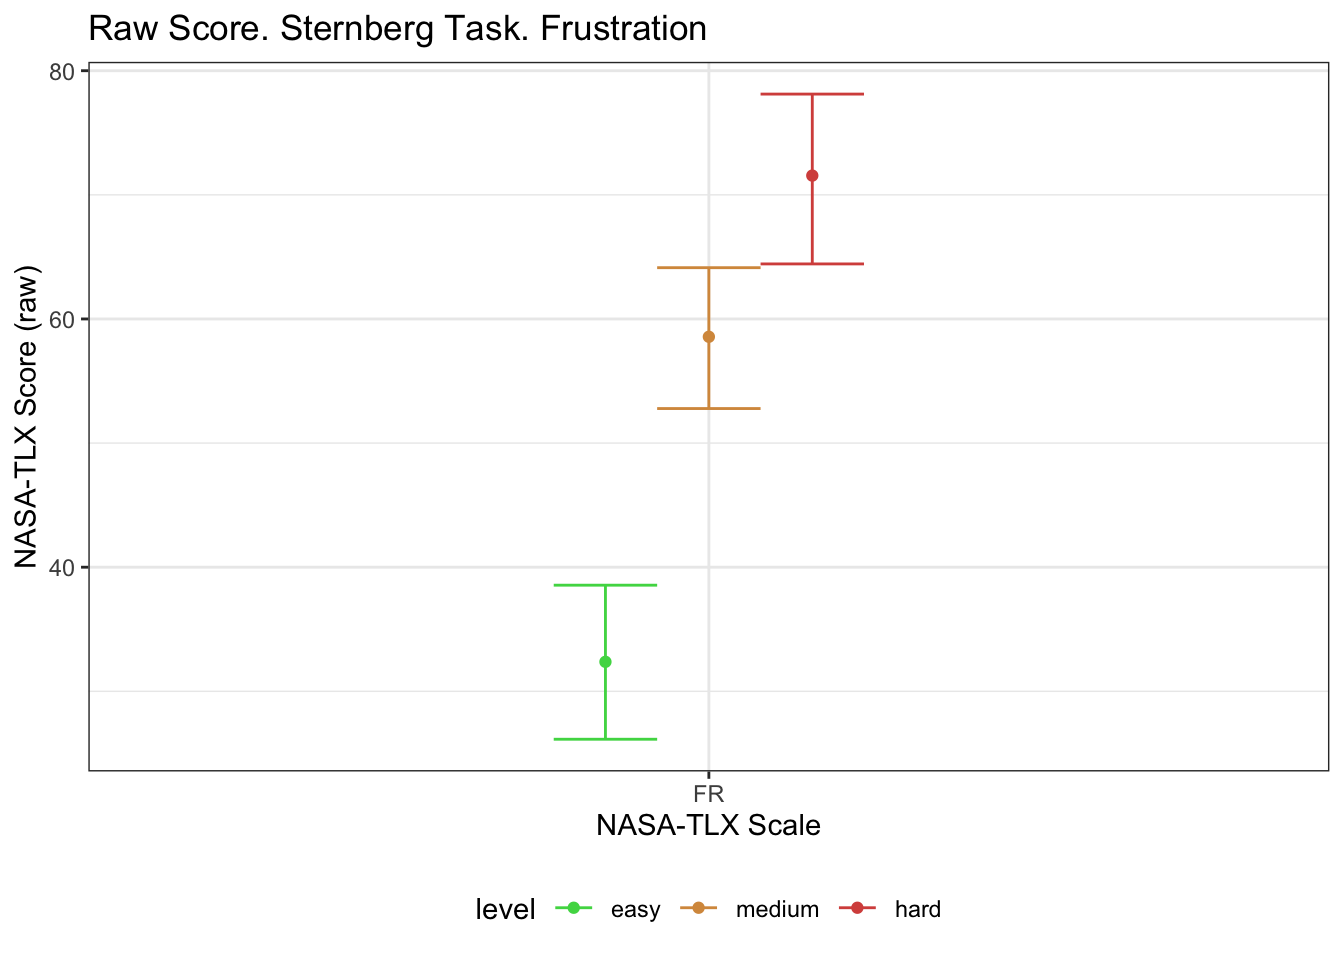 Raw Score. Sternberg Task. Frustration
NASA-TLX Score (raw)
80
60
40
FR
NASA-TLX Scale
level easy medium hard